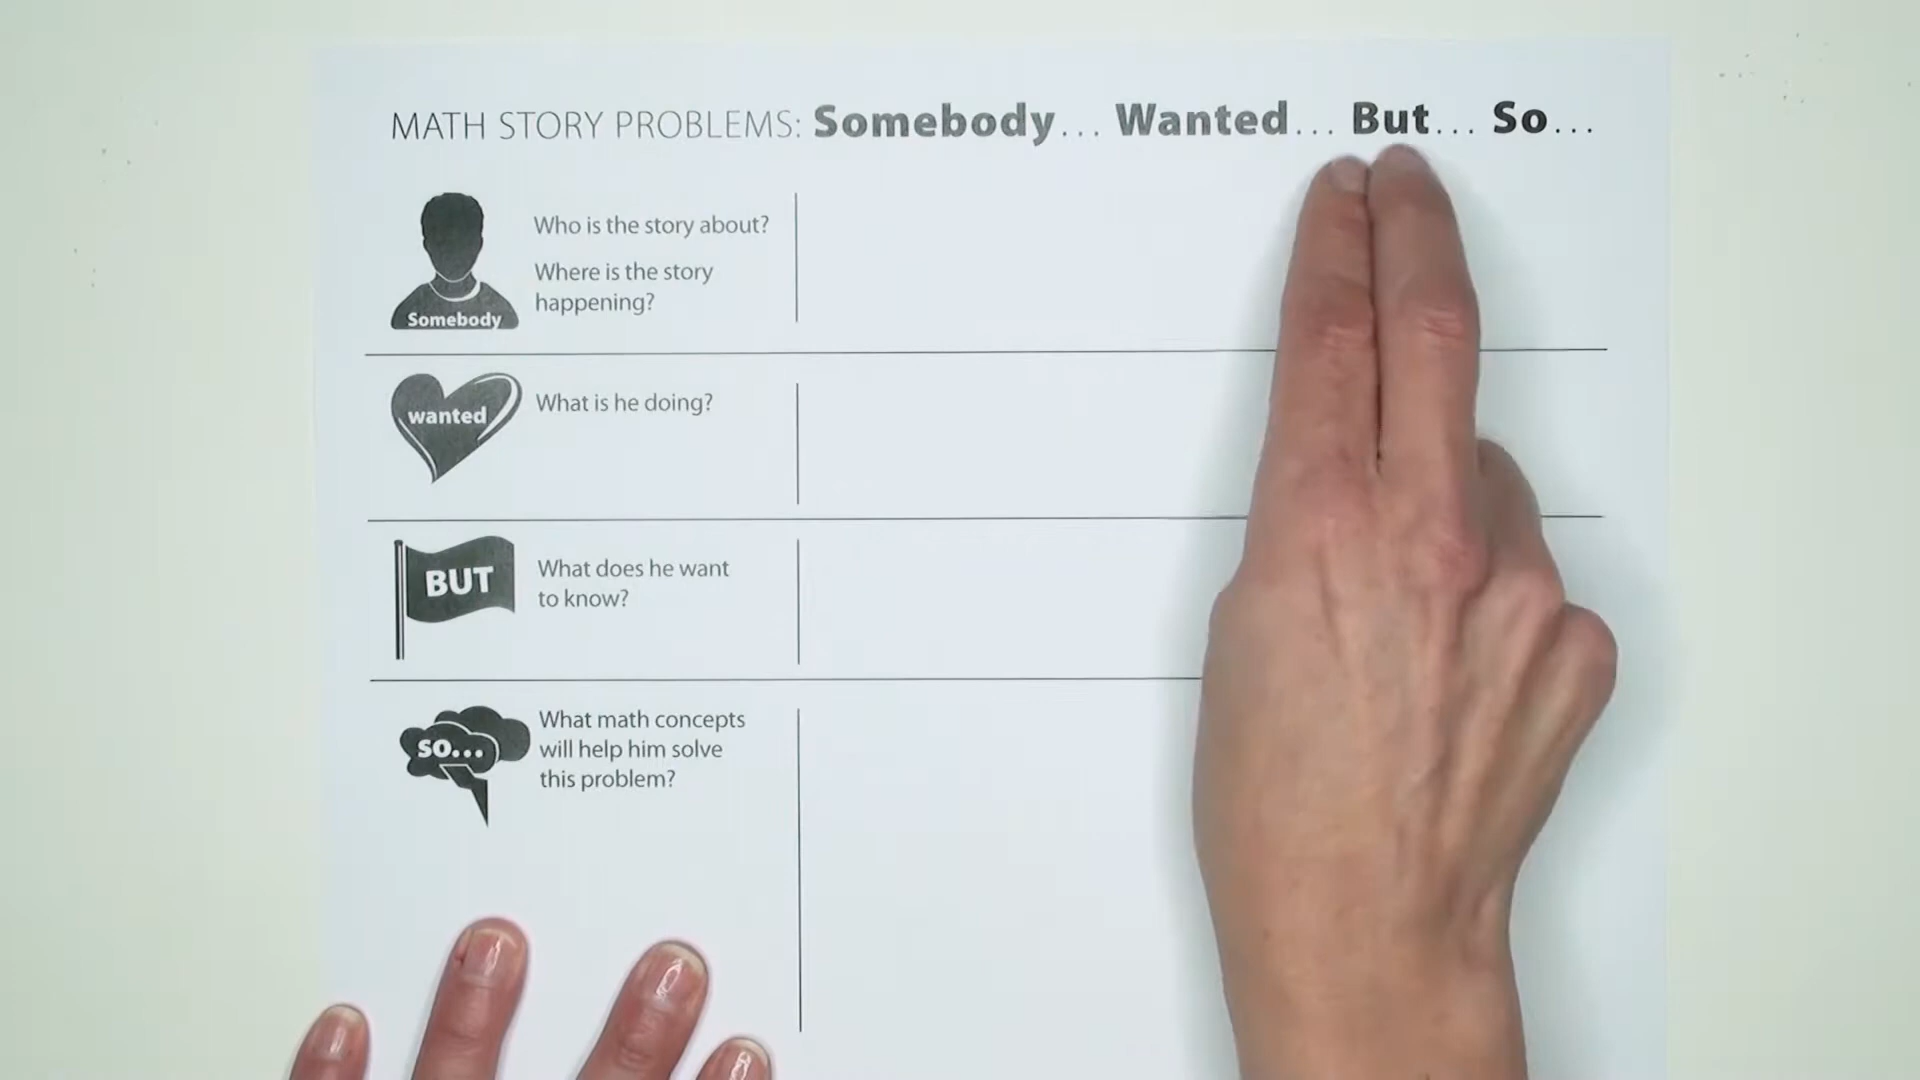 MATH STORY PROBLEMS: Somebody... Wanted... But... So...
Somebody
Who is the story about?
Where is the story
happening?
wanted
What is he doing?
BUT
What does he want
to know?
so...
What math concepts
will help him solve
this problem?